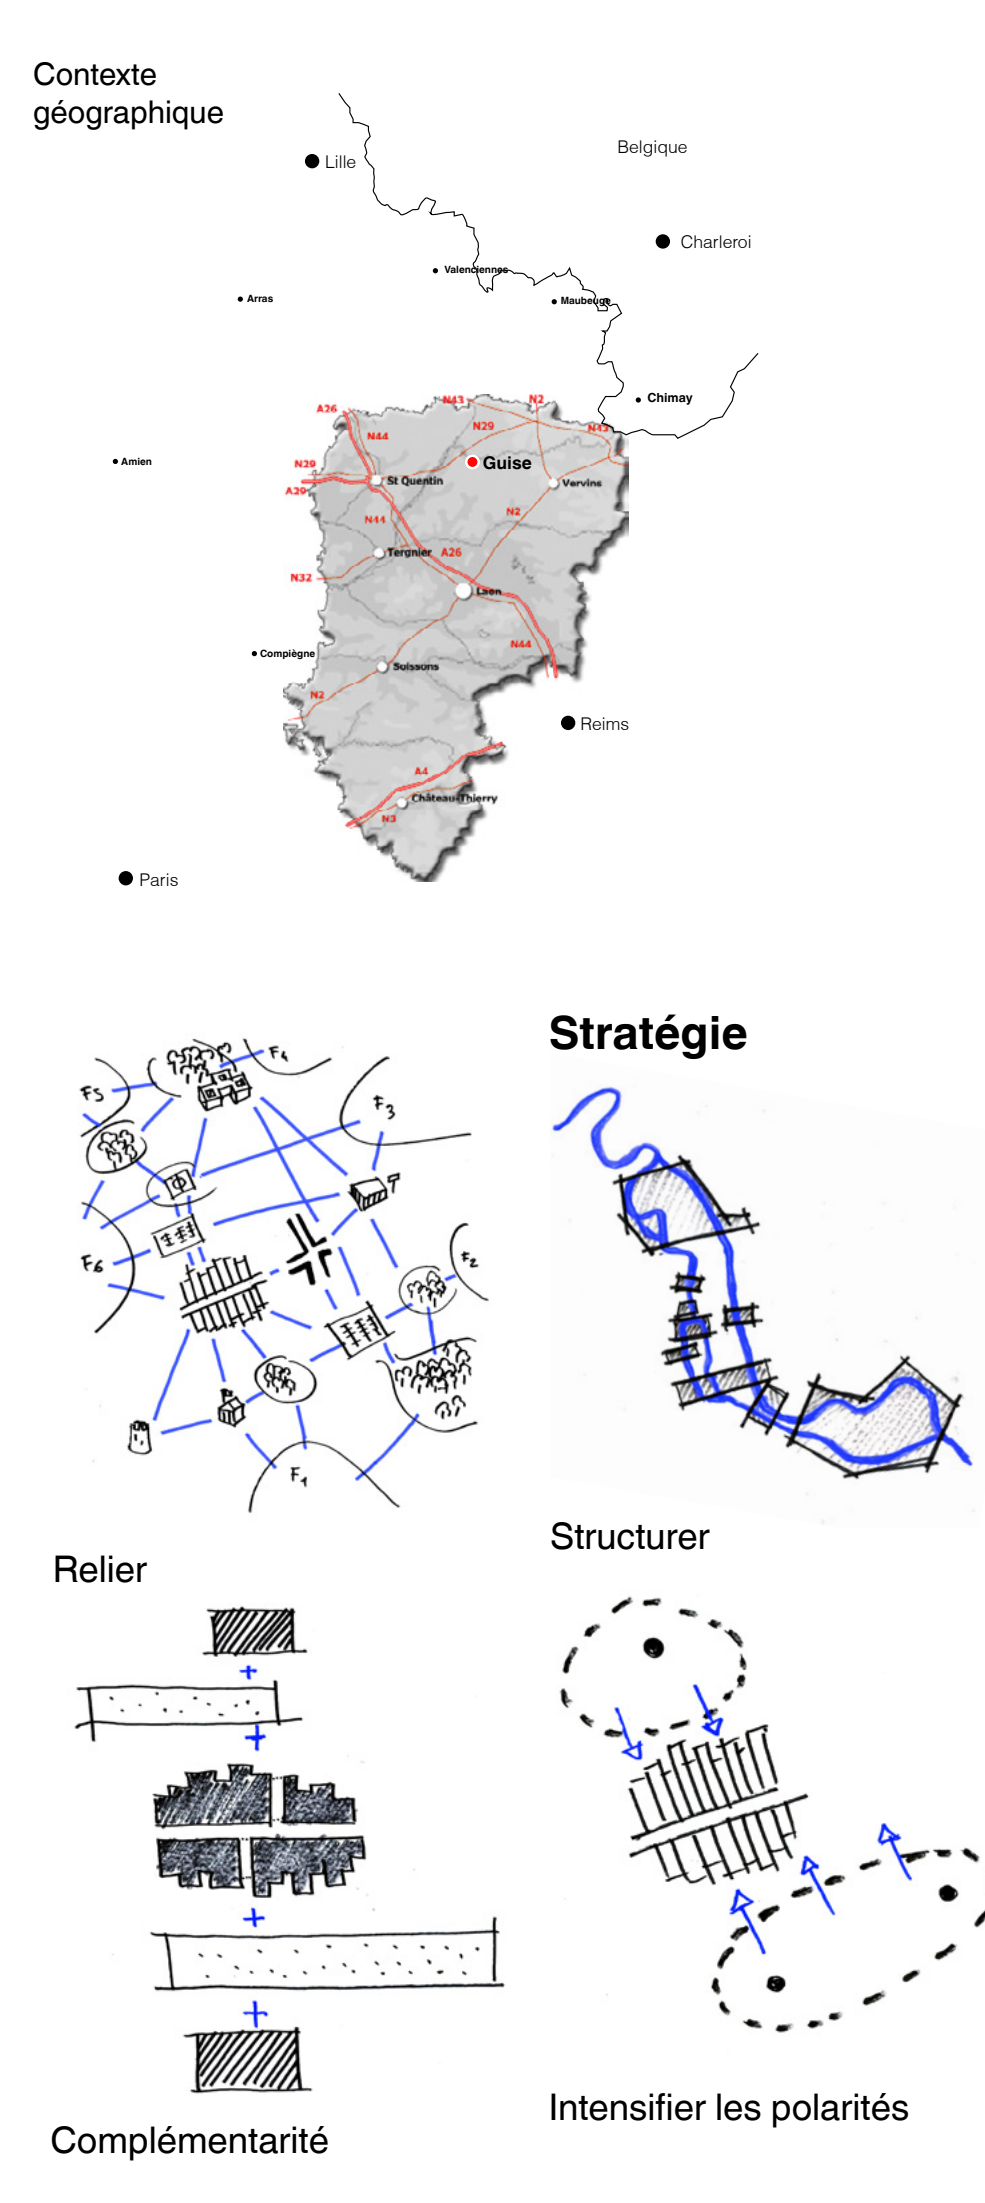 Contexte
géographique
Belgique
Lille
Charleroi
Valenciennes
Arras
Maubeuge
Chimay
N43
N2
A26
N29
N43
N44
Amien
N29
Guise
St Quentin
Vervins
A29
N2
N44
Tergnier
A26
N32
Laon
N44
Compiègne
Soissons
N2
Reims
A4
Château-Thierry
N3
Paris
Stratégie
F4
F5
F3
F6
F2
F1
Structurer
Relier
Intensifier les polarités
Complémentarité